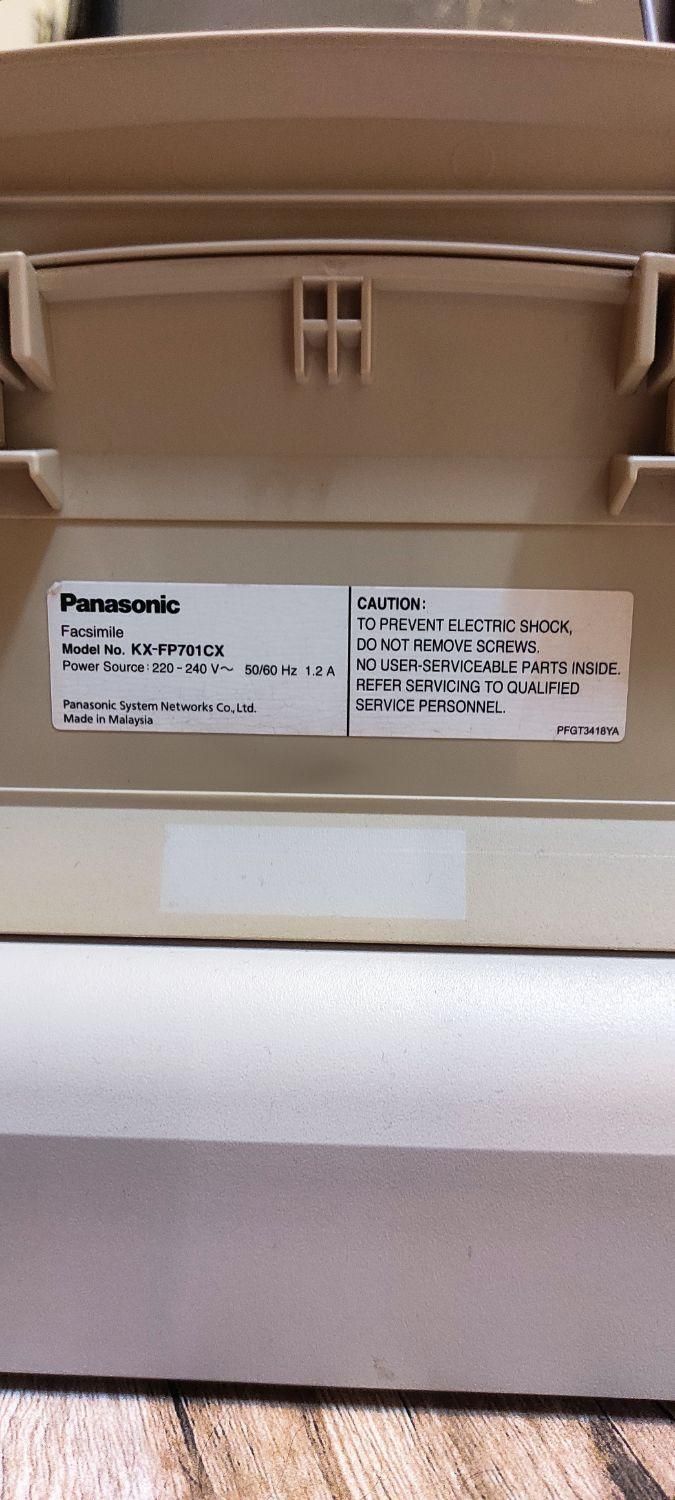 Panasonic
Facsimile
Model No. KX-FP701CX
Power Source : 220 - 240 V～ 50/60 Hz 1.2 A
Panasonic System Networks Co., Ltd.
Made in Malaysia
CAUTION:
TO PREVENT ELECTRIC SHOCK,
DO NOT REMOVE SCREWS.
NO USER-SERVICEABLE PARTS INSIDE.
REFER SERVICING TO QUALIFIED
SERVICE PERSONNEL.
PFGT3418YA